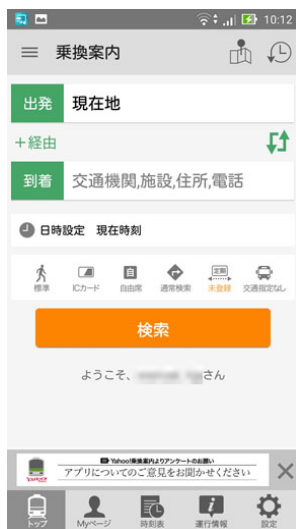 10:12
乗換案内
出発 現在地
+経由
到着 交通機関,施設,住所,電話
日時設定 現在時刻
標準 ICカード 自由席 通常検索 定期 未登録 交通指定なし
検索
ようこそ、 さん
Yahoo!乗換案内よりアンケートのお願い
アプリについてのご意見をお聞かせください
トップ Myページ 時刻表 運行情報 設定